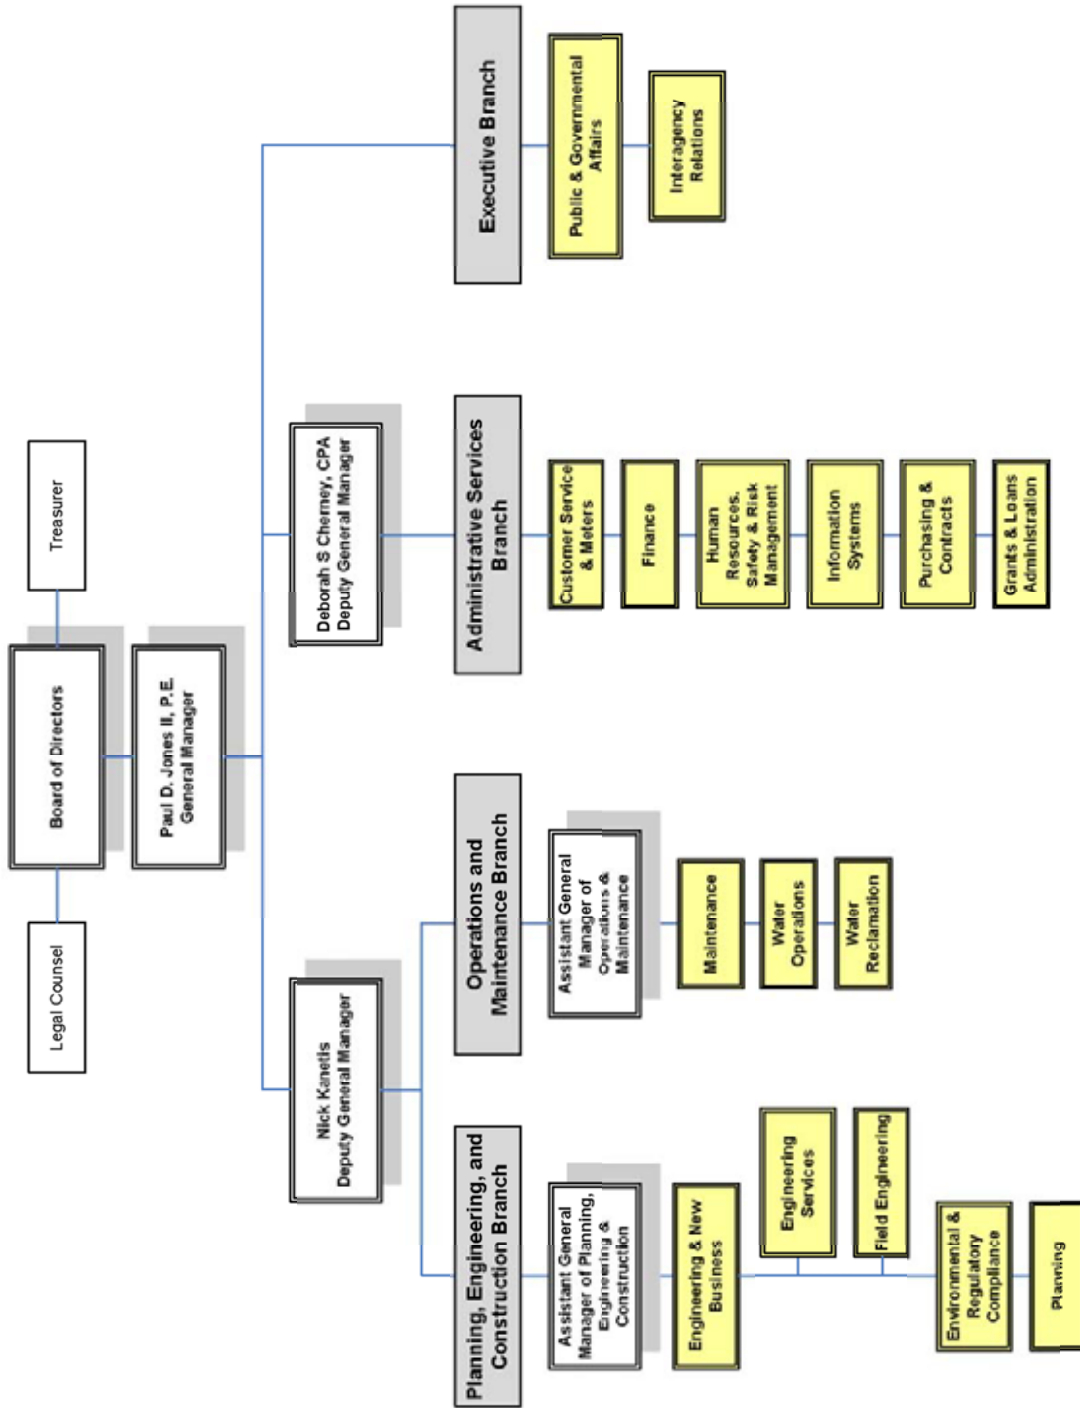 Legal Counsel
Board of Directors
Treasurer
Paul D. Jones II, P.E.
General Manager
Nick Kanetis
Deputy General Manager
Deborah S Cherney, CPA
Deputy General Manager
Planning, Engineering, and
Construction Branch
Operations and
Maintenance Branch
Administrative Services
Branch
Executive Branch
Assistant General
Manager of Planning,
Engineering &
Construction
Engineering & New
Business
Engineering
Services
Field Engineering
Environmental &
Regulatory
Compliance
Planning
Assistant General
Manager of
Operations &
Maintenance
Maintenance
Water
Operations
Water
Reclamation
Customer Service
& Meters
Finance
Human
Resources.
Safety & Risk
Management
Information
Systems
Purchasing &
Contracts
Grants & Loans
Administration
Public & Governmental
Affairs
Interagency
Relations